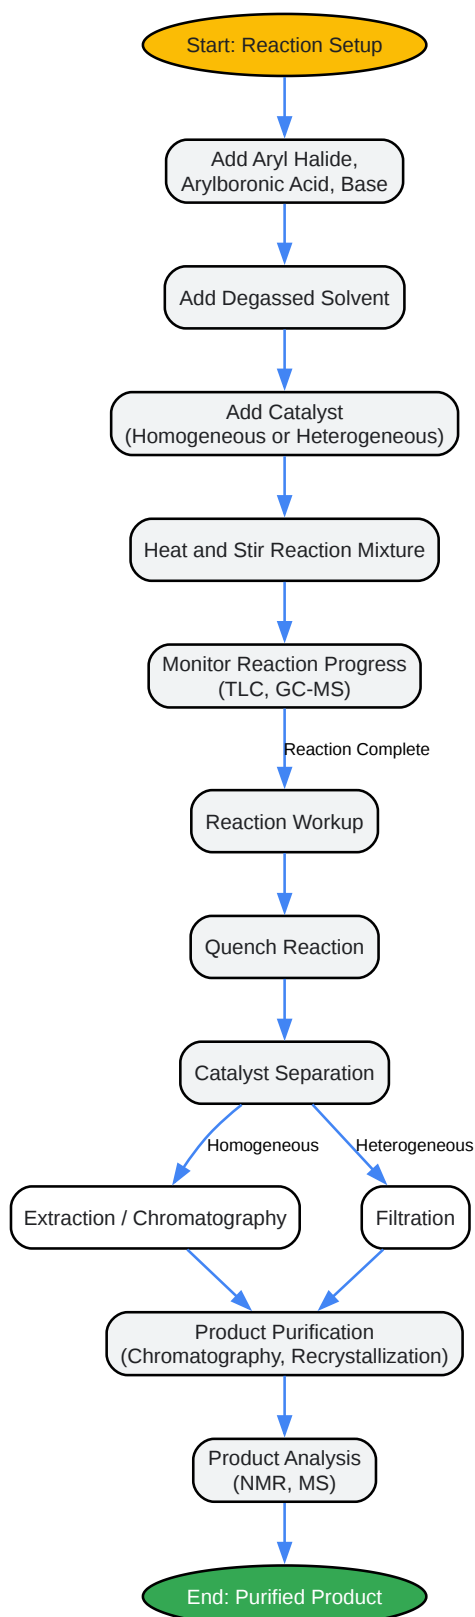 Start: Reaction Setup
Add Aryl Halide,
Arylboronic Acid, Base
Add Degassed Solvent
Add Catalyst
(Homogeneous or Heterogeneous)
Heat and Stir Reaction Mixture
Monitor Reaction Progress
(TLC, GC-MS)
Reaction Complete
Reaction Workup
Quench Reaction
Catalyst Separation
Homogeneous
Heterogeneous
Extraction / Chromatography
Filtration
Product Purification
(Chromatography, Recrystallization)
Product Analysis
(NMR, MS)
End: Purified Product